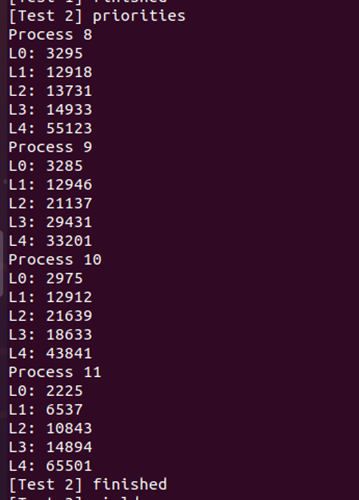 [Test 2] priorities
Process 8
L0: 3295
L1: 12918
L2: 13731
L3: 14933
L4: 55123
Process 9
L0: 3285
L1: 12946
L2: 21137
L3: 29431
L4: 33201
Process 10
L0: 2975
L1: 12912
L2: 21639
L3: 18633
L4: 43841
Process 11
L0: 2225
L1: 6537
L2: 10843
L3: 14894
L4: 65501
[Test 2] finished